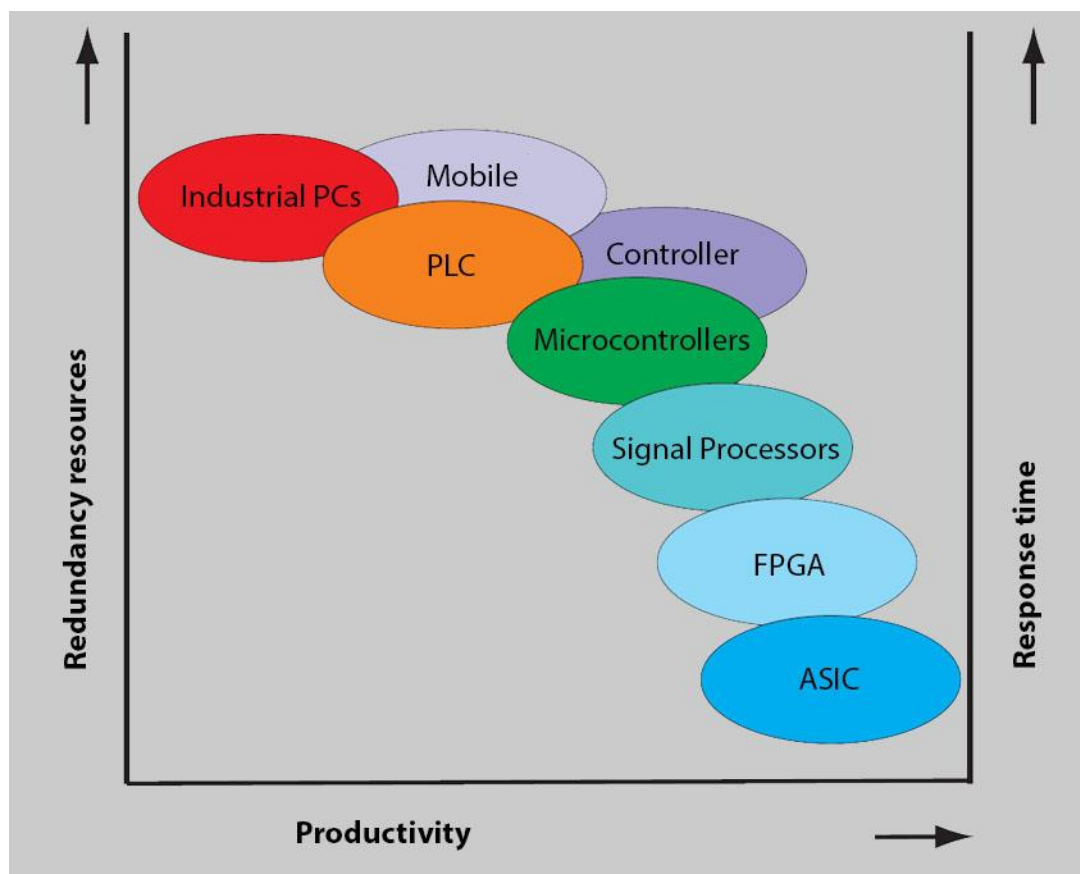 Redundancy resources
Industrial PCs
Mobile
PLC
Controller
Microcontrollers
Signal Processors
FPGA
ASIC
Response time
Productivity